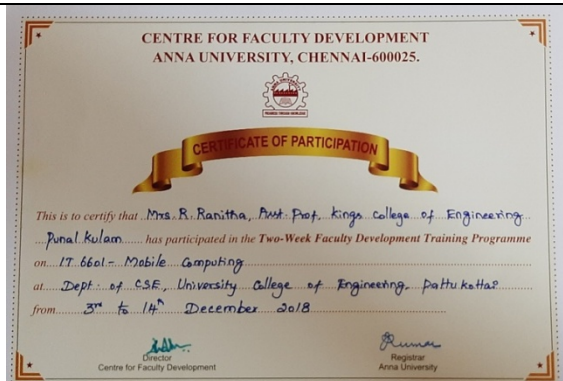 CENTRE FOR FACULTY DEVELOPMENT
ANNA UNIVERSITY, CHENNAI-600025.
CERTIFICATE OF PARTICIPATION
This is to certify that Mrs. R. Ranitha, Asst. Prof. Kings College of Engineering
Punal Kulam has participated in the Two-Week Faculty Development Training Programme
on IT 6601 - Mobile Computing
at Dept. of CSE, University College of Engineering, Pattukottai
from 3rd to 14th December 2018
Director
Centre for Faculty Development
Registrar
Anna University